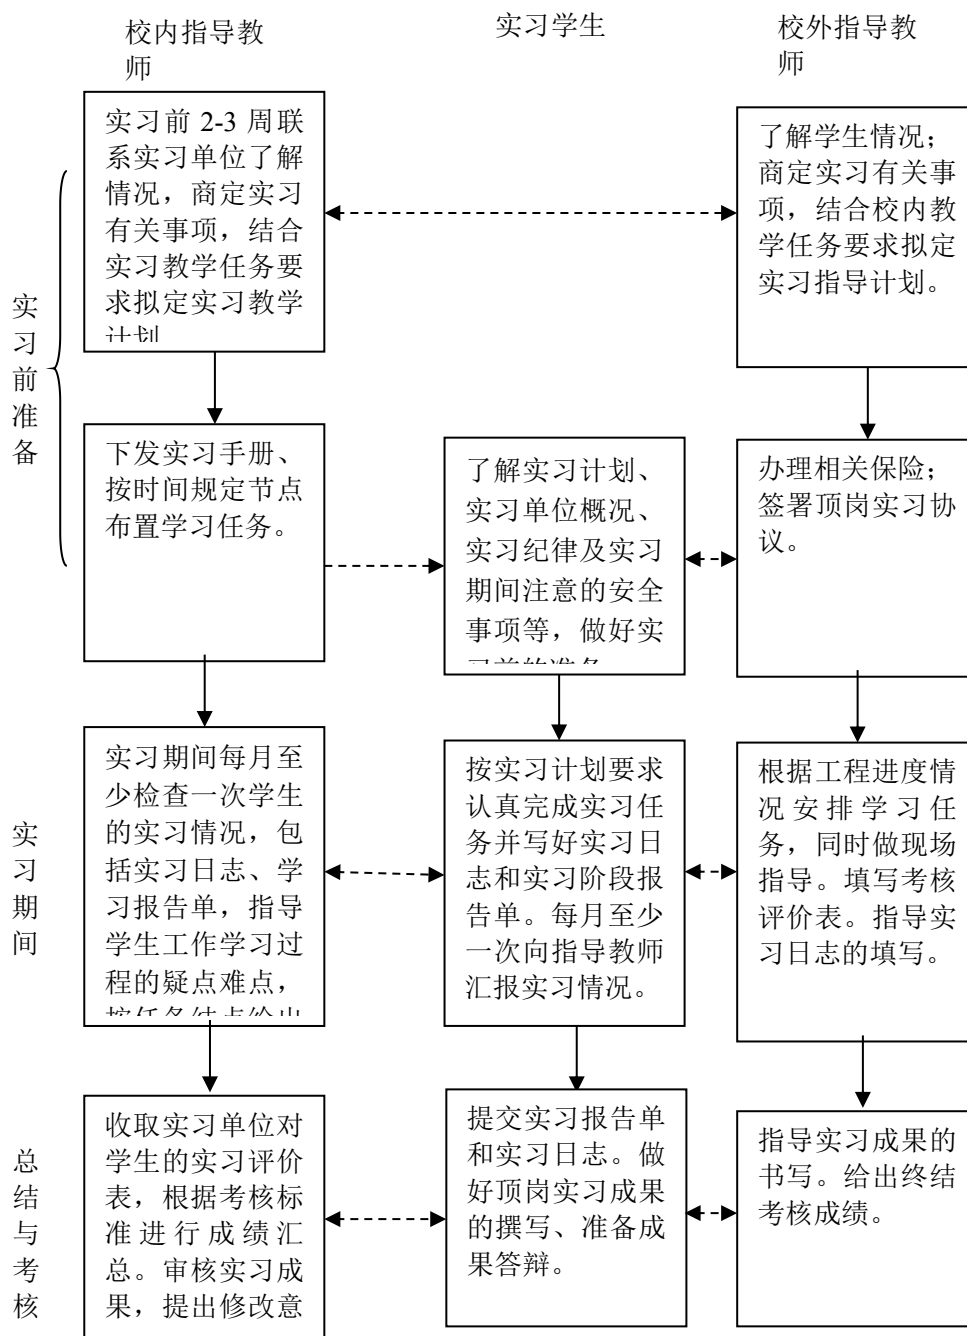 校内指导教
师
实习学生
校外指导教
师
实习前准备
实习前 2-3 周联
系实习单位了解
情况，商定实习
有关事项，结合
实习教学任务要
求拟定实习教学
计划
了解学生情况；
商定实习有关事
项，结合校内教
学任务要求拟定
实习指导计划。
下发实习手册、
按时间规定节点
布置学习任务。
了解实习计划、
实习单位概况、
实习纪律及实习
期间注意的安全
事项等，做好实
习前的准备
办理相关保险；
签署顶岗实习协
议。
实习期间
实习期间每月至
少检查一次学生
的实习情况，包
括实习日志、学
习报告单，指导
学生工作学习过
程的疑点难点，
按任务结点给出
按实习计划要求
认真完成实习任
务并写好实习日
志和实习阶段报
告单。每月至少
一次向指导教师
汇报实习情况。
根据工程进度情
况安排学习任
务，同时做现场
指导。填写考核
评价表。指导实
习日志的填写。
总结与考核
收取实习单位对
学生的实习评价
表，根据考核标
准进行成绩汇
总。审核实习成
果，提出修改意
提交实习报告单
和实习日志。做
好顶岗实习成果
的撰写、准备成
果答辩。
指导实习成果的
书写。给出终结
考核成绩。